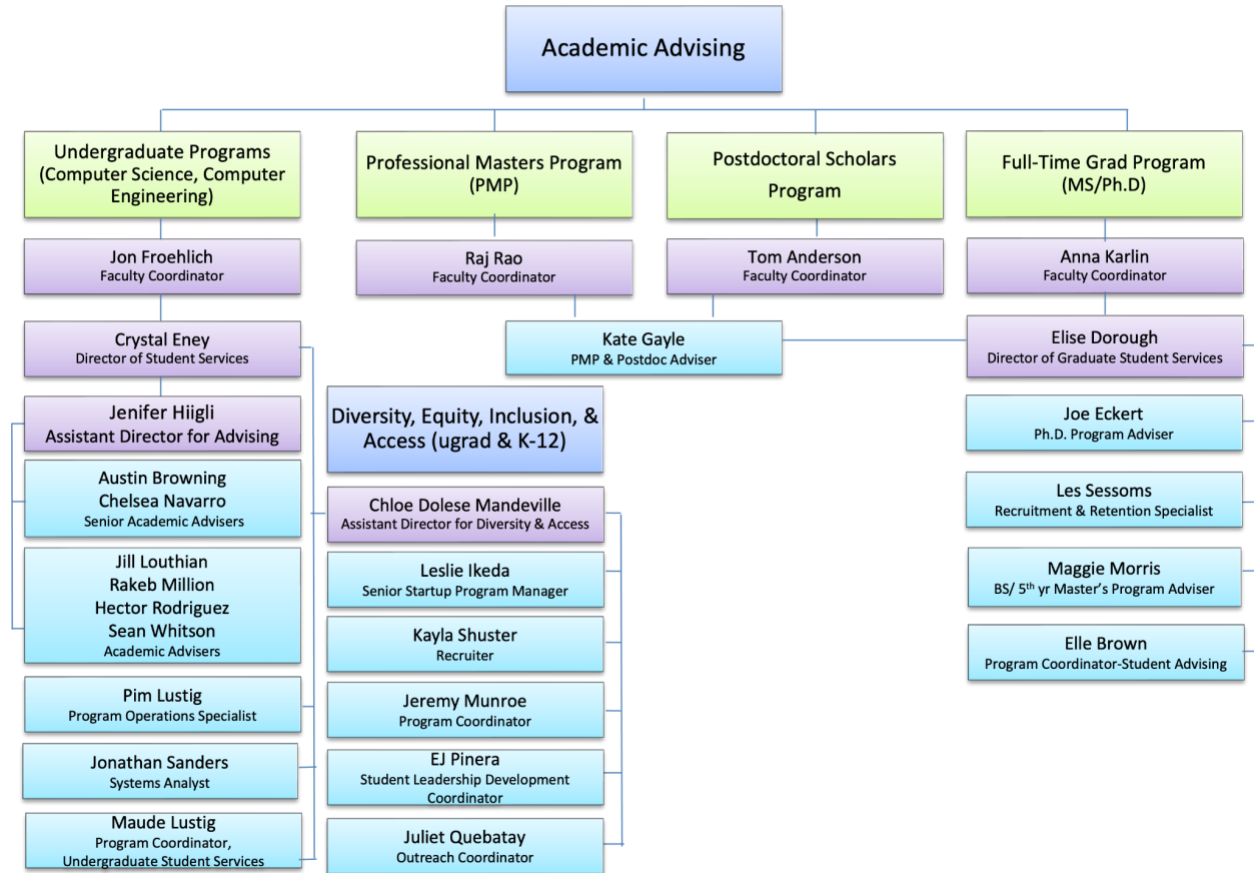 Academic Advising
Undergraduate Programs
(Computer Science, Computer
Engineering)
Professional Masters Program
(PMP)
Postdoctoral Scholars
Program
Full-Time Grad Program
(MS/Ph.D)
Jon Froehlich
Faculty Coordinator
Raj Rao
Faculty Coordinator
Tom Anderson
Faculty Coordinator
Anna Karlin
Faculty Coordinator
Crystal Eney
Director of Student Services
Kate Gayle
PMP & Postdoc Adviser
Elise Dorough
Director of Graduate Student Services
Jenifer Hiigli
Assistant Director for Advising
Austin Browning
Chelsea Navarro
Senior Academic Advisers
Jill Louthian
Rakeb Million
Hector Rodriguez
Sean Whitson
Academic Advisers
Pim Lustig
Program Operations Specialist
Jonathan Sanders
Systems Analyst
Maude Lustig
Program Coordinator,
Undergraduate Student Services
Diversity, Equity, Inclusion, &
Access (ugrad & K-12)
Chloe Dolese Mandeville
Assistant Director for Diversity & Access
Leslie Ikeda
Senior Startup Program Manager
Kayla Shuster
Recruiter
Jeremy Munroe
Program Coordinator
EJ Pinera
Student Leadership Development
Coordinator
Juliet Quebatay
Outreach Coordinator
Joe Eckert
Ph.D. Program Adviser
Les Sessoms
Recruitment & Retention Specialist
Maggie Morris
BS/ 5th yr Master's Program Adviser
Elle Brown
Program Coordinator-Student Advising